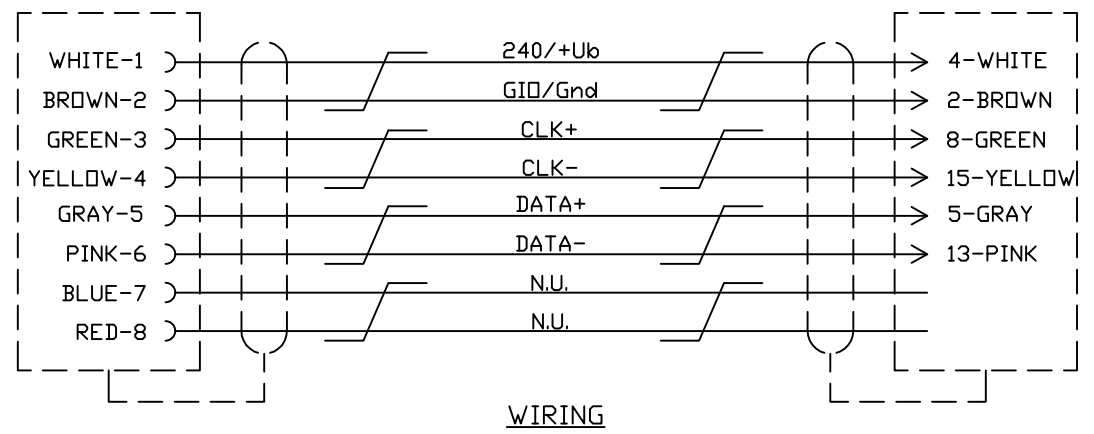 WHITE-1 240/+Ub 4-WHITE
BROWN-2 GIO/Gnd 2-BROWN
GREEN-3 CLK+ 8-GREEN
YELLOW-4 CLK- 15-YELLOW
GRAY-5 DATA+ 5-GRAY
PINK-6 DATA- 13-PINK
BLUE-7 N.U.
RED-8 N.U.
WIRING